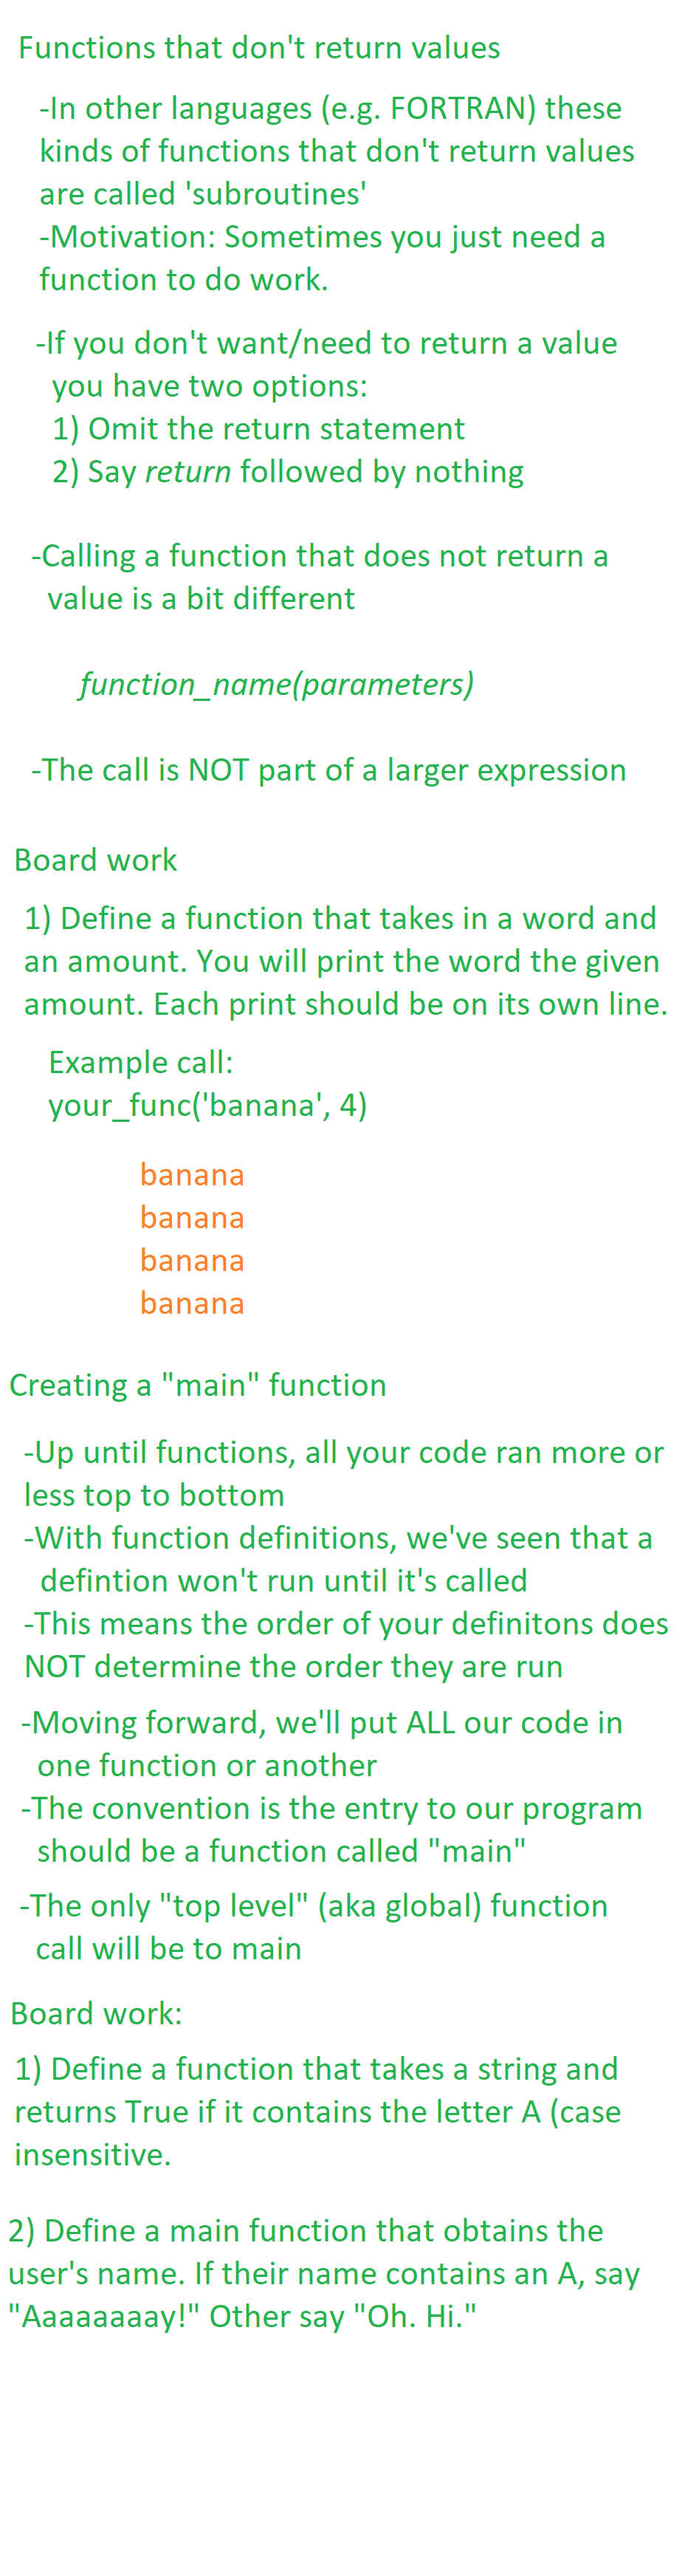 Functions that don't return values
-In other languages (e.g. FORTRAN) these
kinds of functions that don't return values
are called 'subroutines'
-Motivation: Sometimes you just need a
function to do work.
-If you don't want/need to return a value
you have two options:
1) Omit the return statement
2) Say return followed by nothing
-Calling a function that does not return a
value is a bit different
function_name(parameters)
-The call is NOT part of a larger expression
Board work
1) Define a function that takes in a word and
an amount. You will print the word the given
amount. Each print should be on its own line.
Example call:
your_func('banana', 4)
banana
banana
banana
banana
Creating a "main" function
-Up until functions, all your code ran more or
less top to bottom
-With function definitions, we've seen that a
defintion won't run until it's called
-This means the order of your definitons does
NOT determine the order they are run
-Moving forward, we'll put ALL our code in
one function or another
-The convention is the entry to our program
should be a function called "main"
-The only "top level" (aka global) function
call will be to main
Board work:
1) Define a function that takes a string and
returns True if it contains the letter A (case
insensitive.
2) Define a main function that obtains the
user's name. If their name contains an A, say
"Aaaaaaaay!" Other say "Oh. Hi."